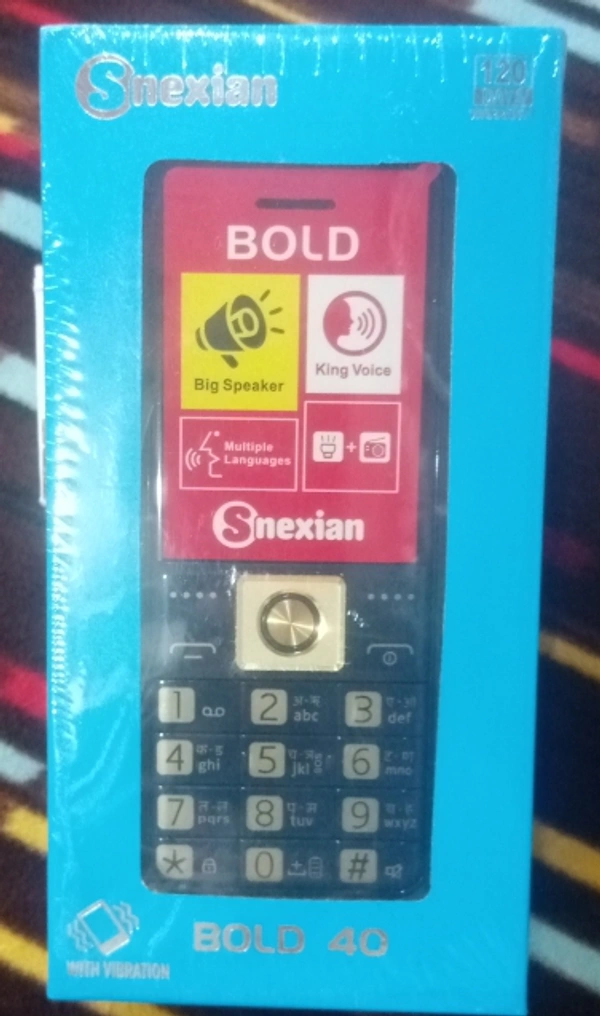 Snexian
120
BOLD
10
Big Speaker
King Voice
Multiple
Languages
+
Snexian
1
2 abc
3 def
4 ghi
5 jkl
6 mno
7 pqrs
8 tuv
9 wxyz
* 0 #
WITH VIBRATION
BOLD 40